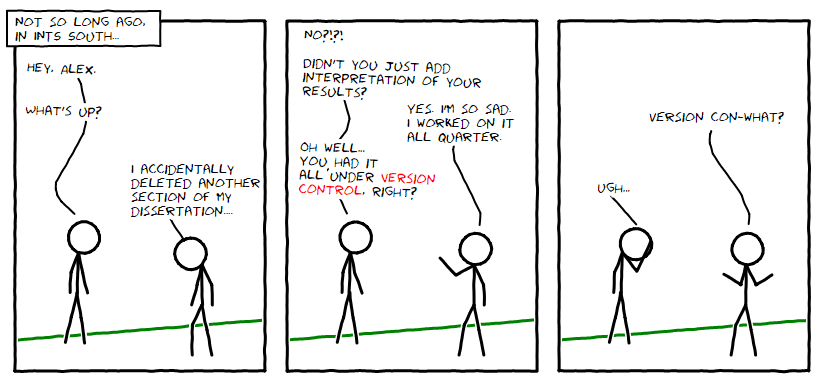 NOT SO LONG AGO,
IN INTS SOUTH...
HEY, ALEX.
WHAT'S UP?
I ACCIDENTALLY
DELETED ANOTHER
SECTION OF MY
DISSERTATION....
NO?!?!
DIDN'T YOU JUST ADD
INTERPRETATION OF YOUR
RESULTS?
YES. I'M SO SAD.
I WORKED ON IT
ALL QUARTER.
OH WELL...
YOU HAD IT
ALL UNDER VERSION
CONTROL, RIGHT?
VERSION CON-WHAT?
UGH...